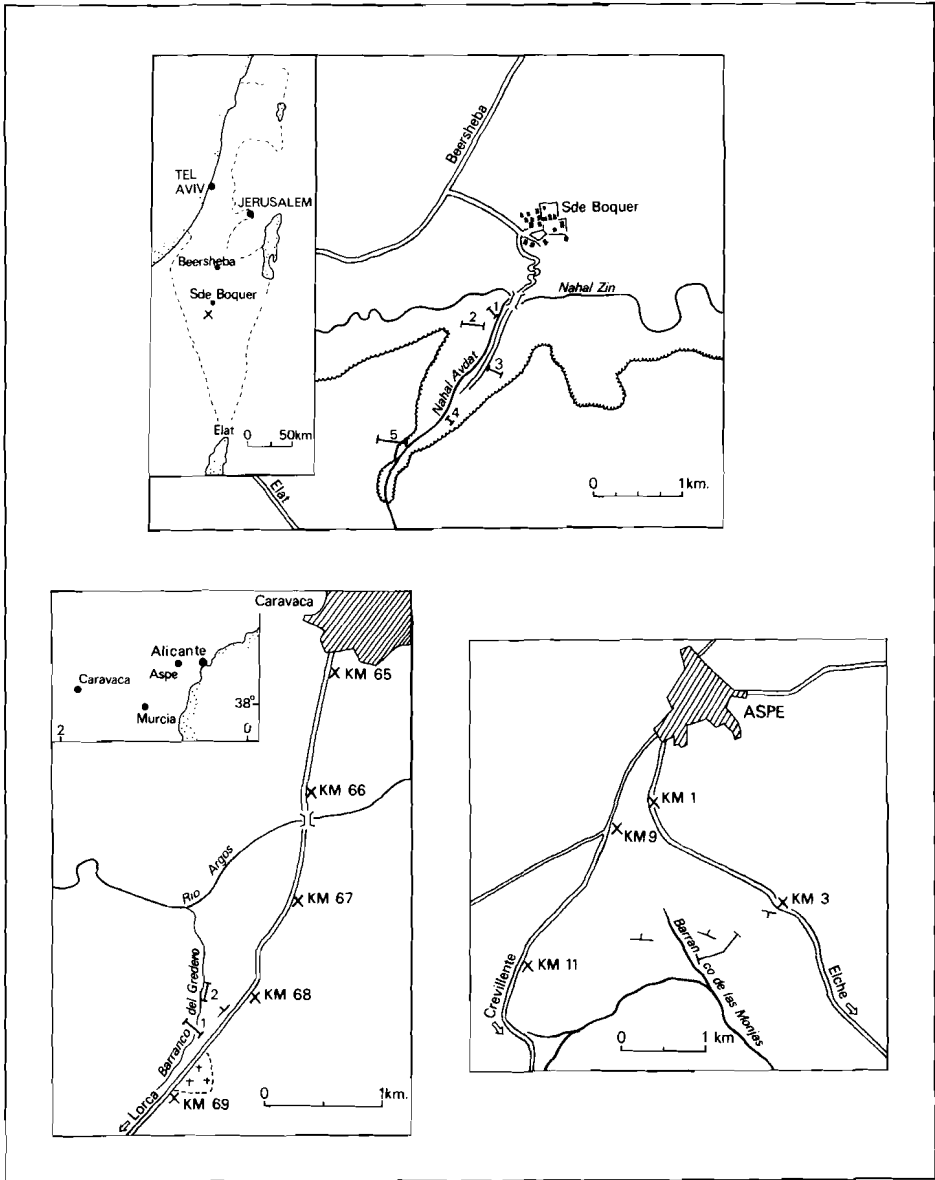 TEL
AVIV
JERUSALEM
Beersheba
Sde Boquer
Elat
0 50km
Beersheba
Sde Boquer
Nahal Zin
1
2
Nahal Avdat
3
4
5
Elat
0 1km.
Caravaca
Alicante
Aspe
Caravaca
Murcia
38°
2 0
KM 65
KM 66
Rio Argos
KM 67
KM 68
Barranco del Gredero
2
1
Lorca
KM 69
0 1km.
ASPE
KM 1
KM 9
KM 3
KM 11
Crevillente
Barranco de las Monjas
Elche
0 1 km